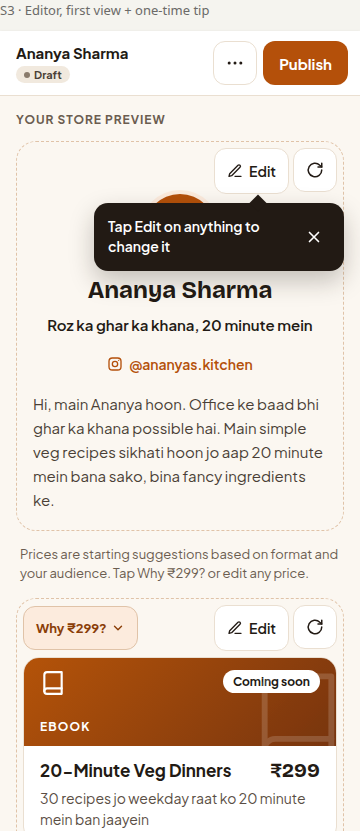 S3 · Editor, first view + one-time tip
Ananya Sharma
Draft
Publish
YOUR STORE PREVIEW
Edit
Tap Edit on anything to
change it
Ananya Sharma
Roz ka ghar ka khana, 20 minute mein
@ananyas.kitchen
Hi, main Ananya hoon. Office ke baad bhi
ghar ka khana possible hai. Main simple
veg recipes sikhati hoon jo aap 20 minute
mein bana sako, bina fancy ingredients
ke.
Prices are starting suggestions based on format and
your audience. Tap Why ₹299? or edit any price.
Why ₹299?
Edit
Coming soon
EBOOK
20-Minute Veg Dinners
₹299
30 recipes jo weekday raat ko 20 minute
mein ban jaayein